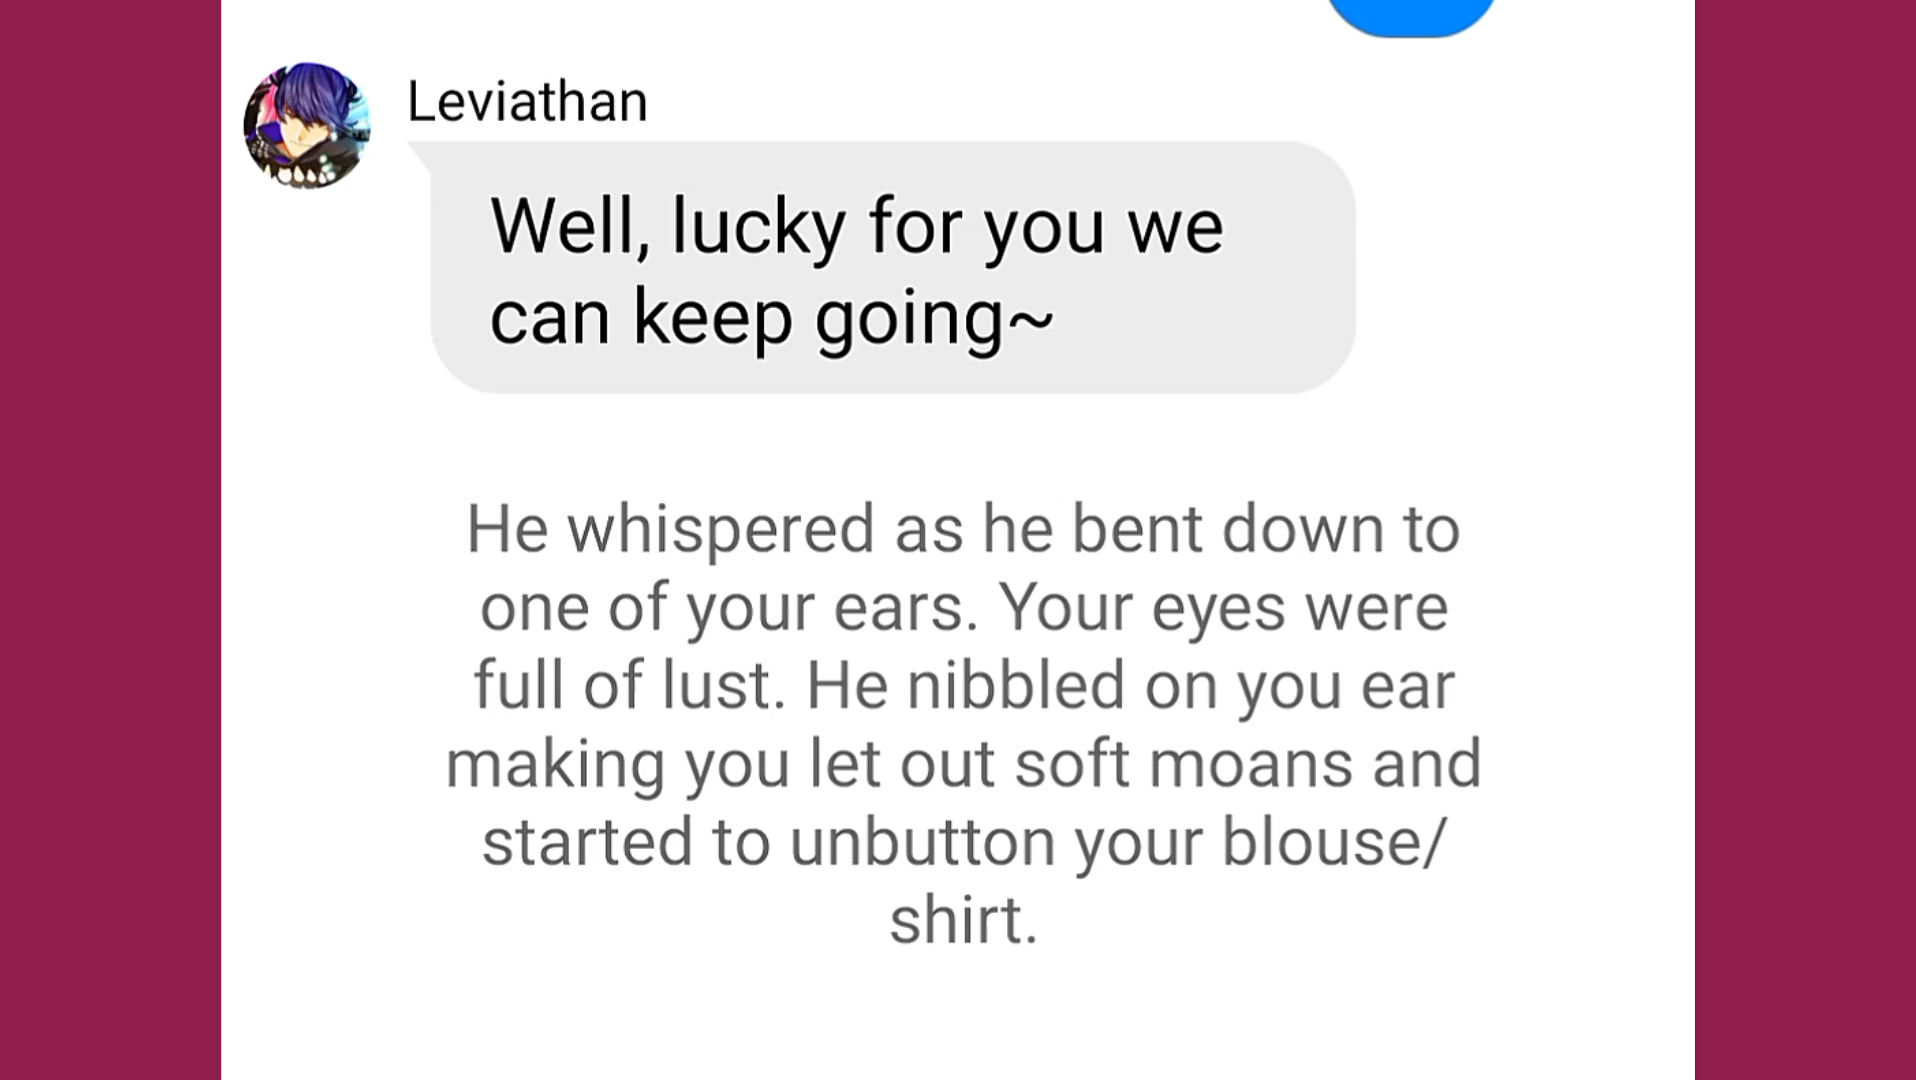 Leviathan
Well, lucky for you we
can keep going~
He whispered as he bent down to
one of your ears. Your eyes were
full of lust. He nibbled on you ear
making you let out soft moans and
started to unbutton your blouse/
shirt.